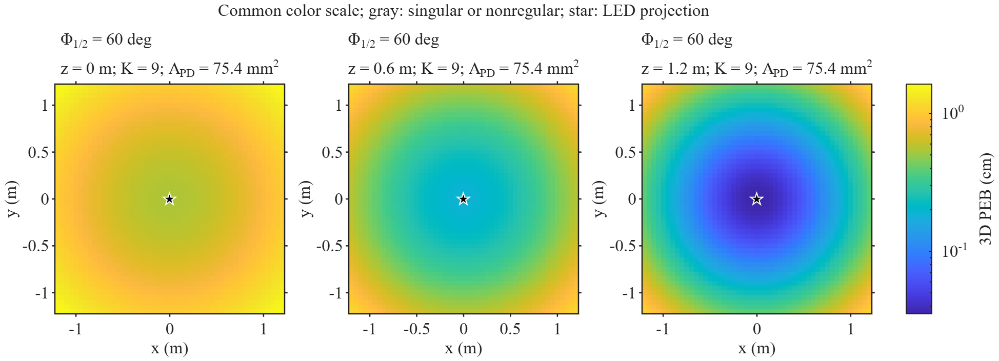 Common color scale; gray: singular or nonregular; star: LED projection
Φ1/2 = 60 deg
z = 0 m; K = 9; APD = 75.4 mm²
1
0.5
0
-0.5
-1
y (m)
-1
0
1
x (m)
Φ1/2 = 60 deg
z = 0.6 m; K = 9; APD = 75.4 mm²
1
0.5
0
-0.5
-1
y (m)
-1
-0.5
0
0.5
1
x (m)
Φ1/2 = 60 deg
z = 1.2 m; K = 9; APD = 75.4 mm²
1
0.5
0
-0.5
-1
y (m)
-1
0
1
x (m)
10⁰
10⁻¹
3D PEB (cm)